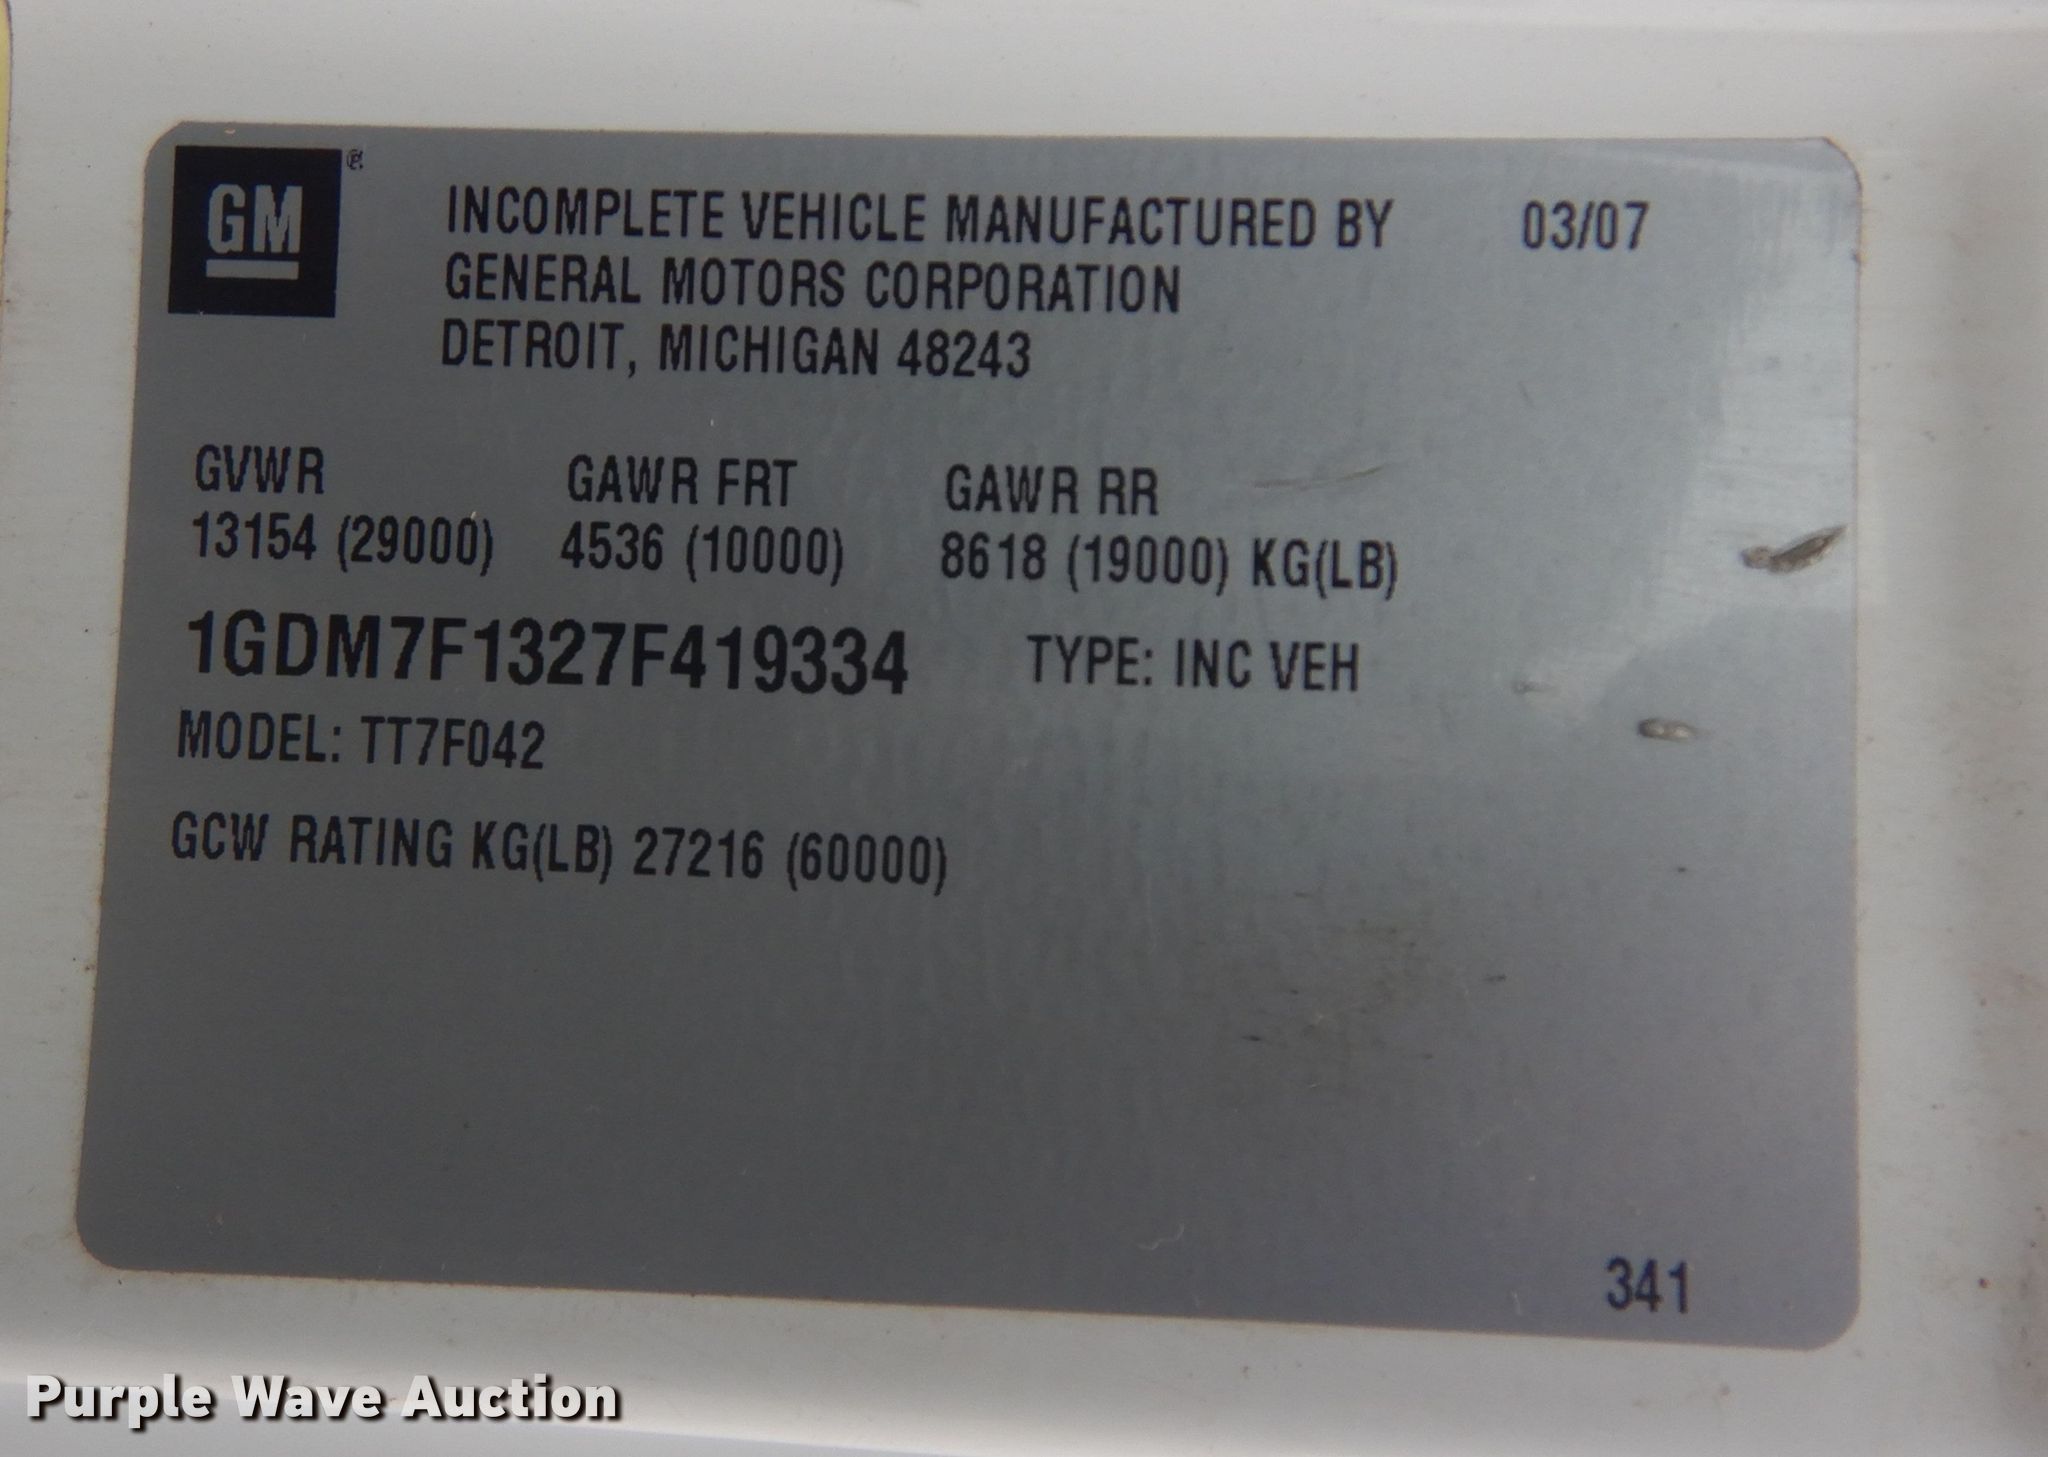 GM®
INCOMPLETE VEHICLE MANUFACTURED BY 03/07
GENERAL MOTORS CORPORATION
DETROIT, MICHIGAN 48243
GVWR GAWR FRT GAWR RR
13154 (29000) 4536 (10000) 8618 (19000) KG(LB)
1GDM7F1327F419334 TYPE: INC VEH
MODEL: TT7F042
GCW RATING KG(LB) 27216 (60000)
341
Purple Wave Auction